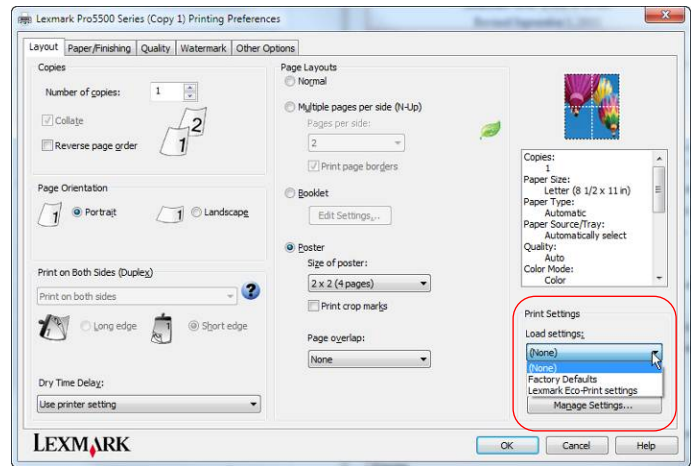 Lexmark Pro5500 Series (Copy 1) Printing Preferences
Layout Paper/Finishing Quality Watermark Other Options
Copies
Number of copies: 1
Collate
Reverse page order
2
1
Page Orientation
1 Portrait 1 Landscape
Print on Both Sides (Duplex)
Print on both sides
Long edge Short edge
Dry Time Delay:
Use printer setting
Page Layouts
Normal
Multiple pages per side (N-Up)
Pages per side:
2
Print page borders
Booklet
Edit Settings...
Poster
Size of poster:
2 x 2 (4 pages)
Print crop marks
Page overlap:
None
Copies:
1
Paper Size:
Letter (8 1/2 x 11 in)
Paper Type:
Automatic
Paper Source/Tray:
Automatically select
Quality:
Auto
Color Mode:
Color
Print Settings
Load settings:
(None)
(None)
Factory Defaults
Lexmark Eco-Print settings
Manage Settings...
LEXMARK
OK Cancel Help